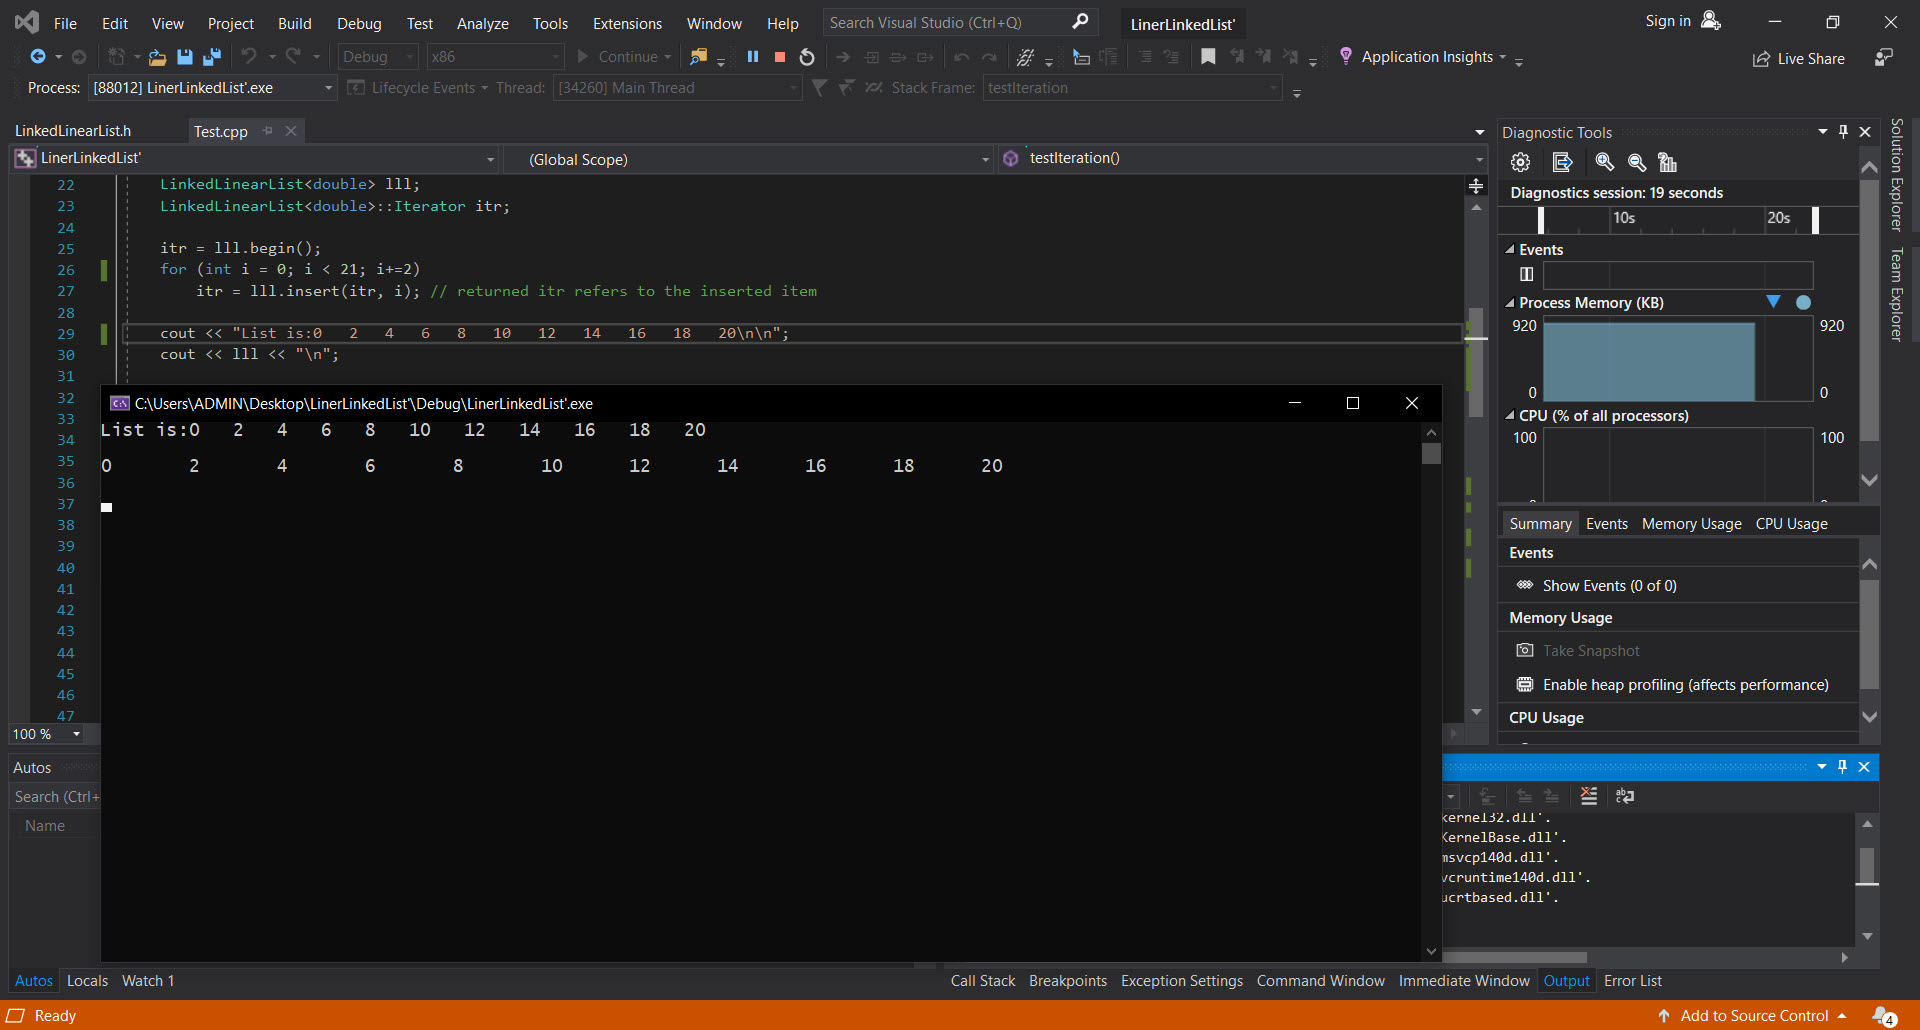 File Edit View Project Build Debug Test Analyze Tools Extensions Window Help Search Visual Studio (Ctrl+Q) LinerLinkedList' Sign in
Debug x86 Continue Application Insights Live Share
Process: [88012] LinerLinkedList'.exe Lifecycle Events Thread: [34260] Main Thread Stack Frame: testIteration
LinkedLinearList.h Test.cpp
LinerLinkedList' (Global Scope) testIteration()
22 LinkedLinearList<double> lll;
23 LinkedLinearList<double>::Iterator itr;
24
25 itr = lll.begin();
26 for (int i = 0; i < 21; i+=2)
27 itr = lll.insert(itr, i); // returned itr refers to the inserted item
28
29 cout << "List is:0   2   4   6   8   10   12   14   16   18   20\n\n";
30 cout << lll << "\n";
31
32
33
34
35
36
37
38
39
40
41
42
43
44
45
46
47
100 %
C:\Users\ADMIN\Desktop\LinerLinkedList'\Debug\LinerLinkedList'.exe
List is:0   2   4   6   8   10   12   14   16   18   20
0       2       4       6       8       10      12      14      16      18      20
Diagnostic Tools
Diagnostics session: 19 seconds
10s 20s
Events
Process Memory (KB)
920 920
0 0
CPU (% of all processors)
100 100
Summary Events Memory Usage CPU Usage
Events
Show Events (0 of 0)
Memory Usage
Take Snapshot
Enable heap profiling (affects performance)
CPU Usage
Solution Explorer
Team Explorer
Autos
Search (Ctrl+
Name
kernel32.dll'.
KernelBase.dll'.
msvcp140d.dll'.
vcruntime140d.dll'.
ucrtbased.dll'.
Autos Locals Watch 1
Call Stack Breakpoints Exception Settings Command Window Immediate Window Output Error List
Ready Add to Source Control 4